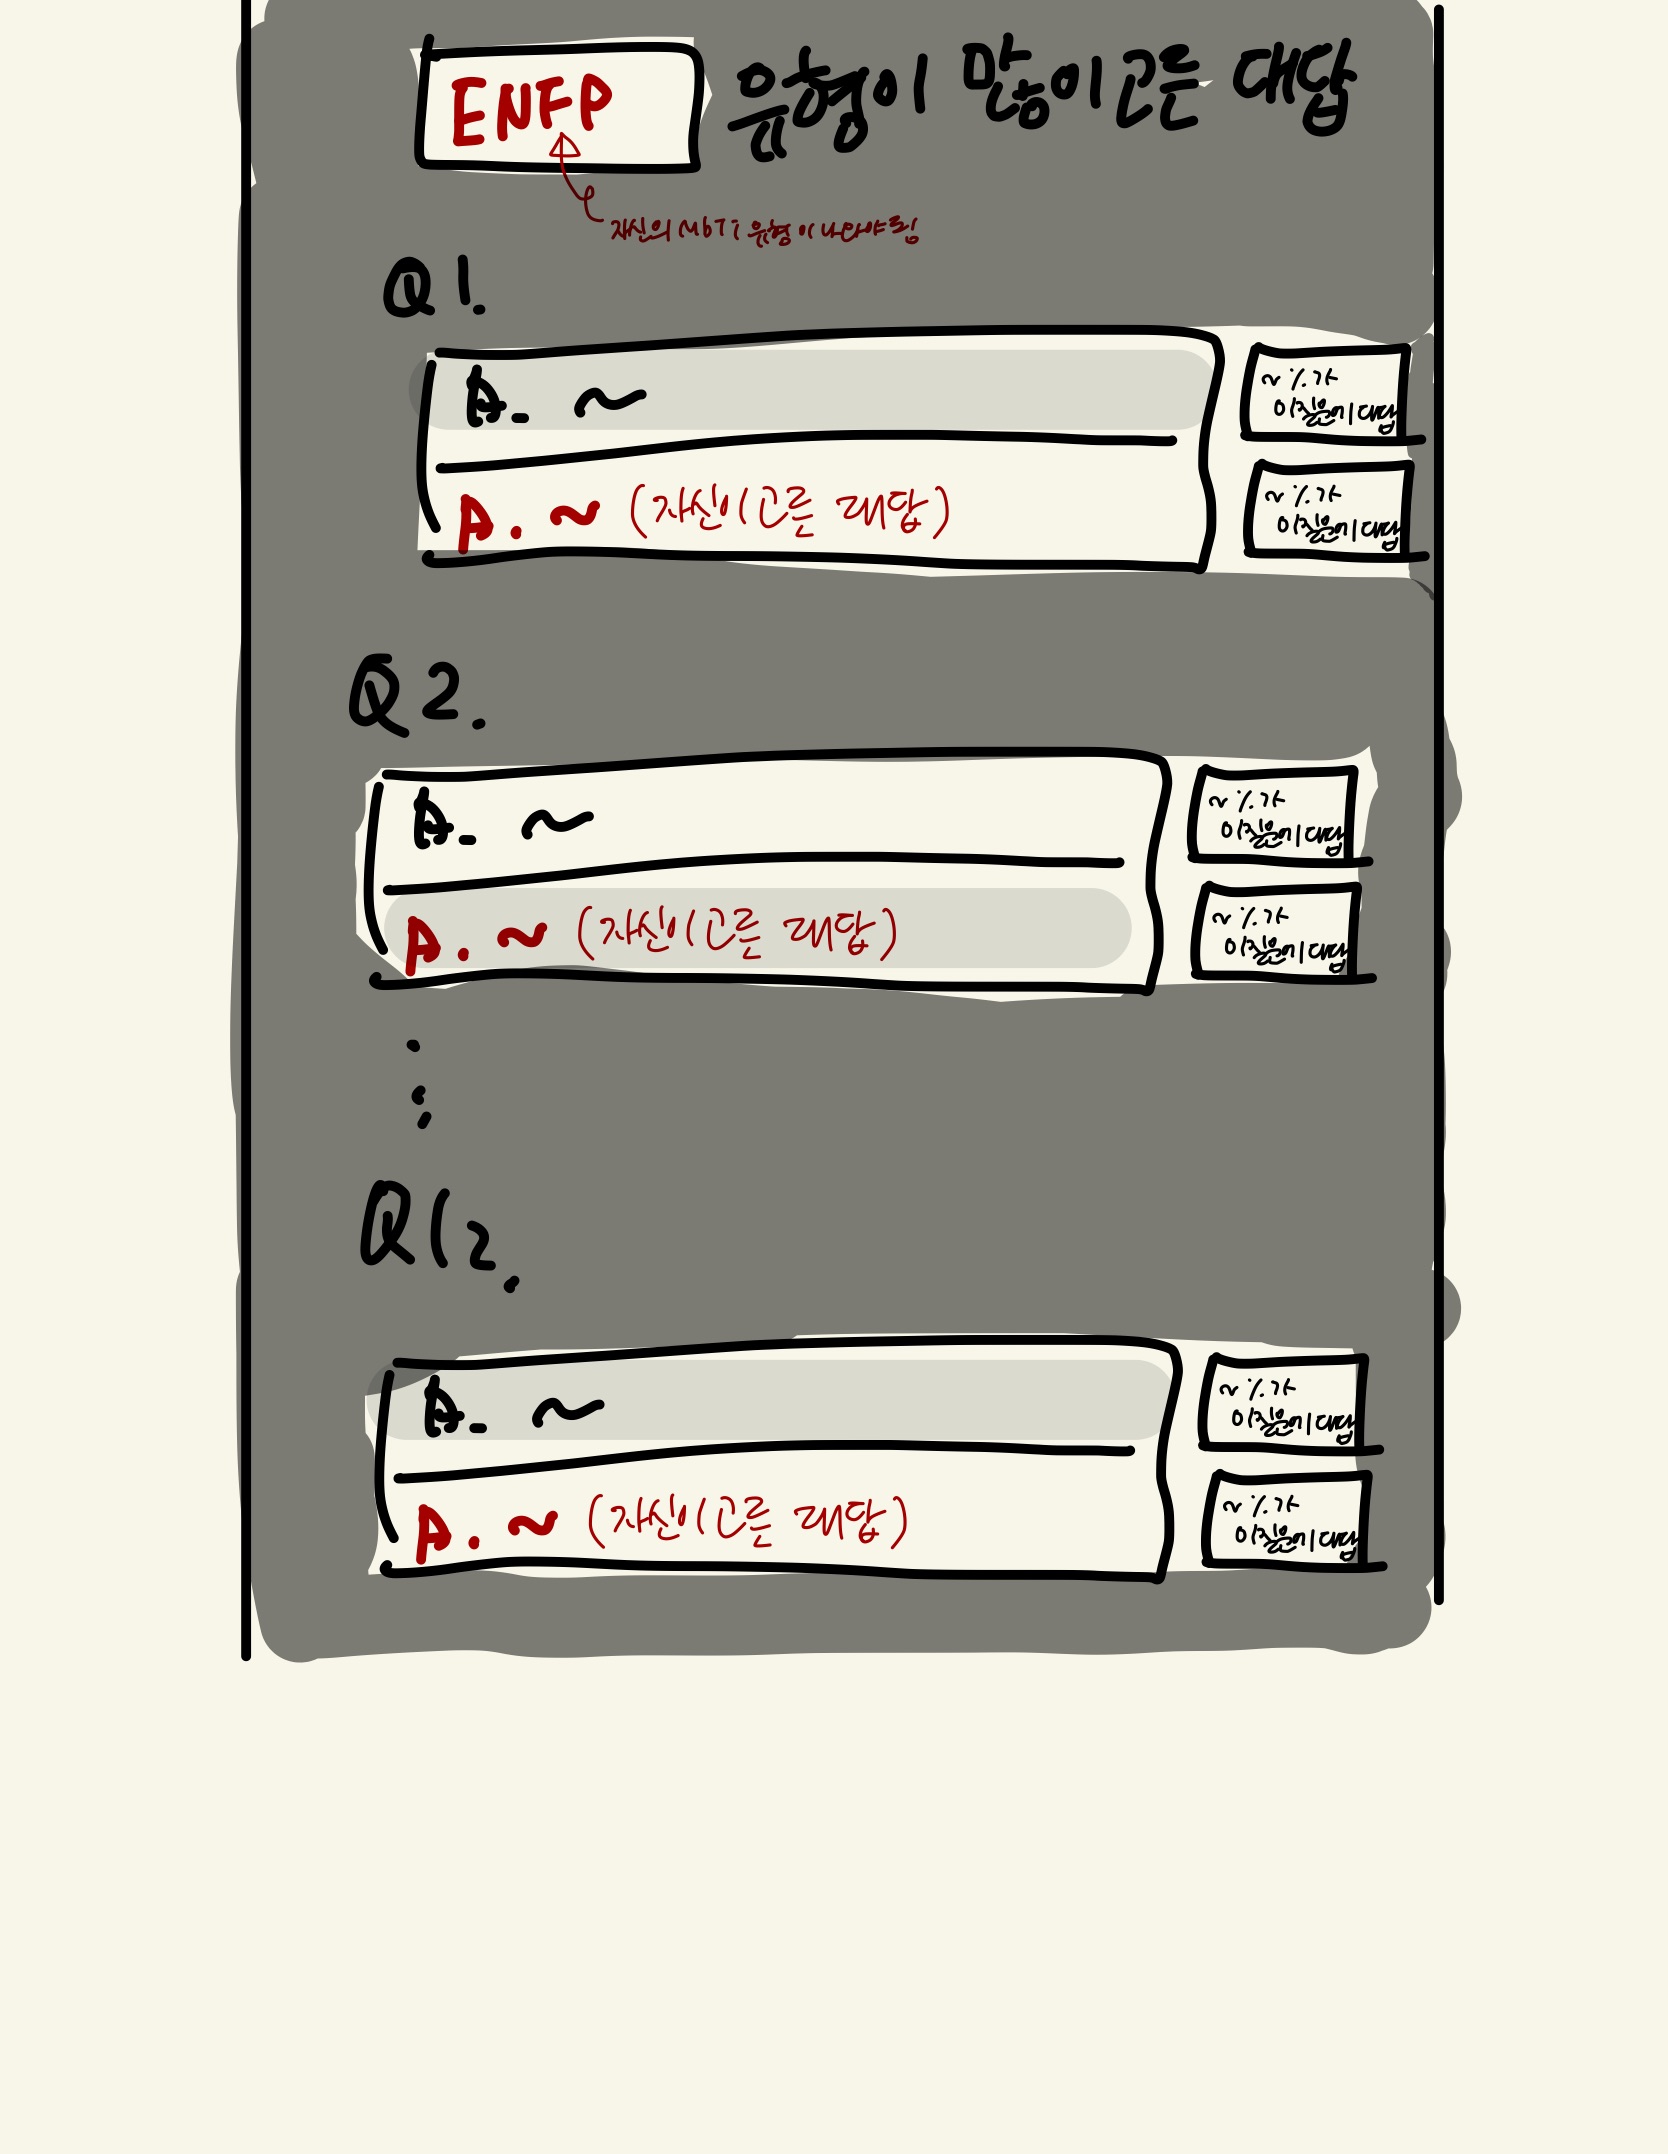 ENFP 유형이 많이 고른 대답
자신의 MbTi 유형이 나와야 됨
Q1.
A. ~
~%가
이 질문에 대답
A. ~ (자신이 고른 대답)
~%가
이 질문에 대답
Q2.
A. ~
~%가
이 질문에 대답
A. ~ (자신이 고른 대답)
~%가
이 질문에 대답
Q12.
A. ~
~%가
이 질문에 대답
A. ~ (자신이 고른 대답)
~%가
이 질문에 대답